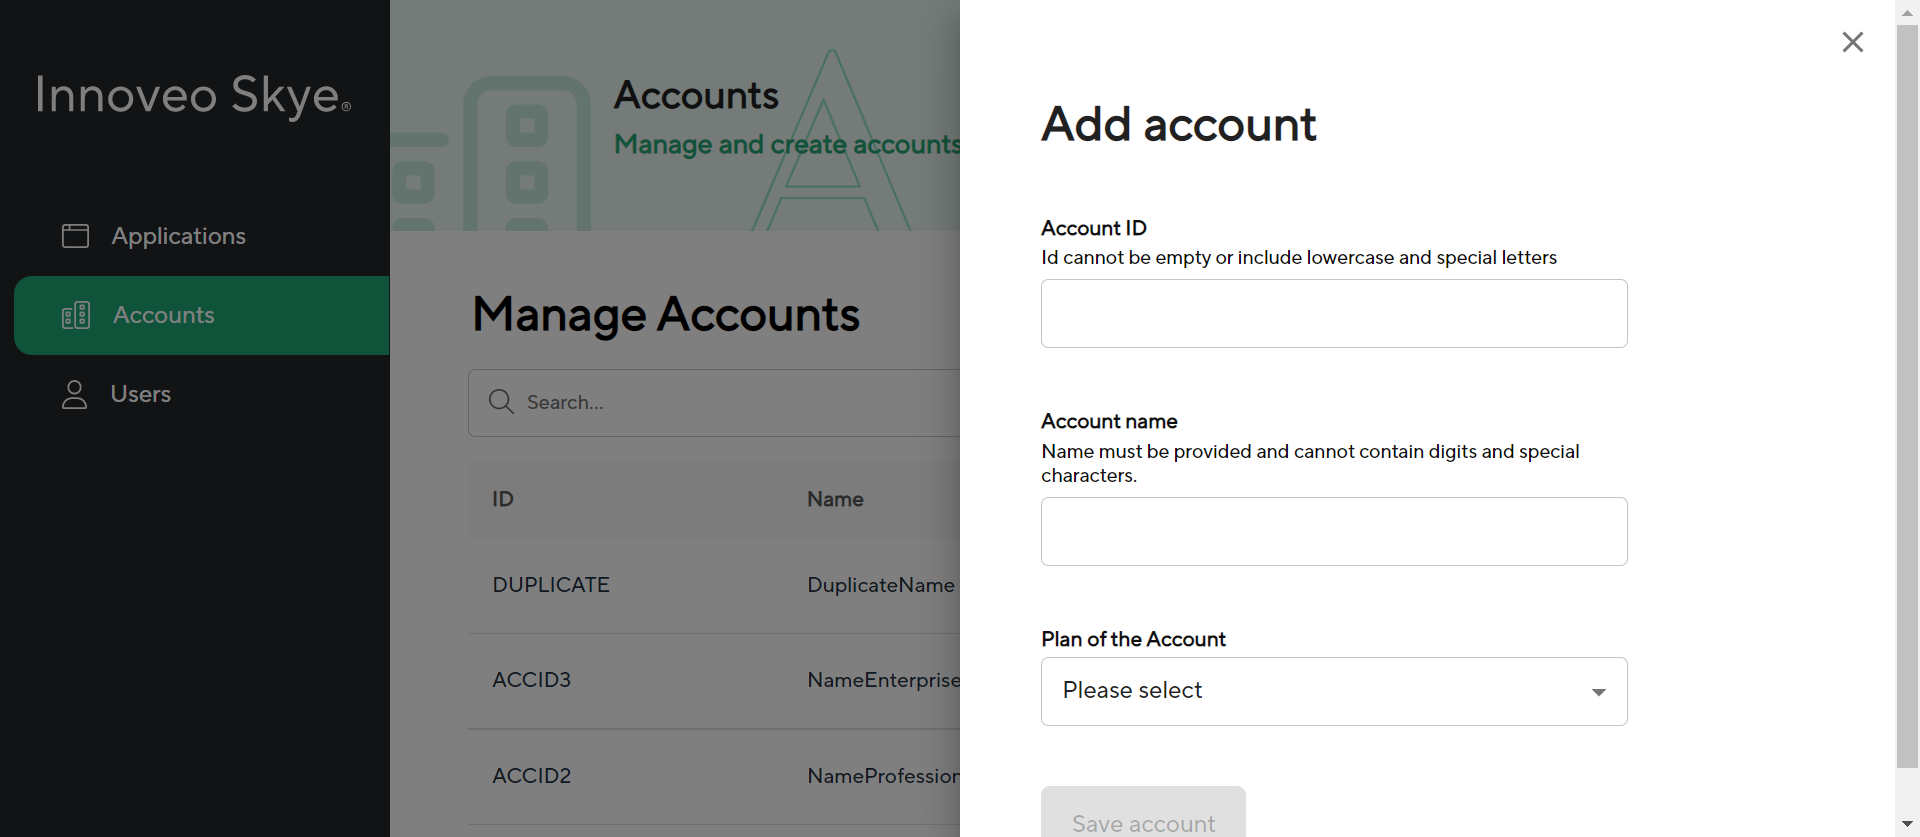 Innoveo Skye®
Applications
Accounts
Users
Accounts
Manage and create accounts
Manage Accounts
Search...
ID Name
DUPLICATE DuplicateName
ACCID3 NameEnterprise
ACCID2 NameProfession
Add account
Account ID
Id cannot be empty or include lowercase and special letters
Account name
Name must be provided and cannot contain digits and special
characters.
Plan of the Account
Please select
Save account